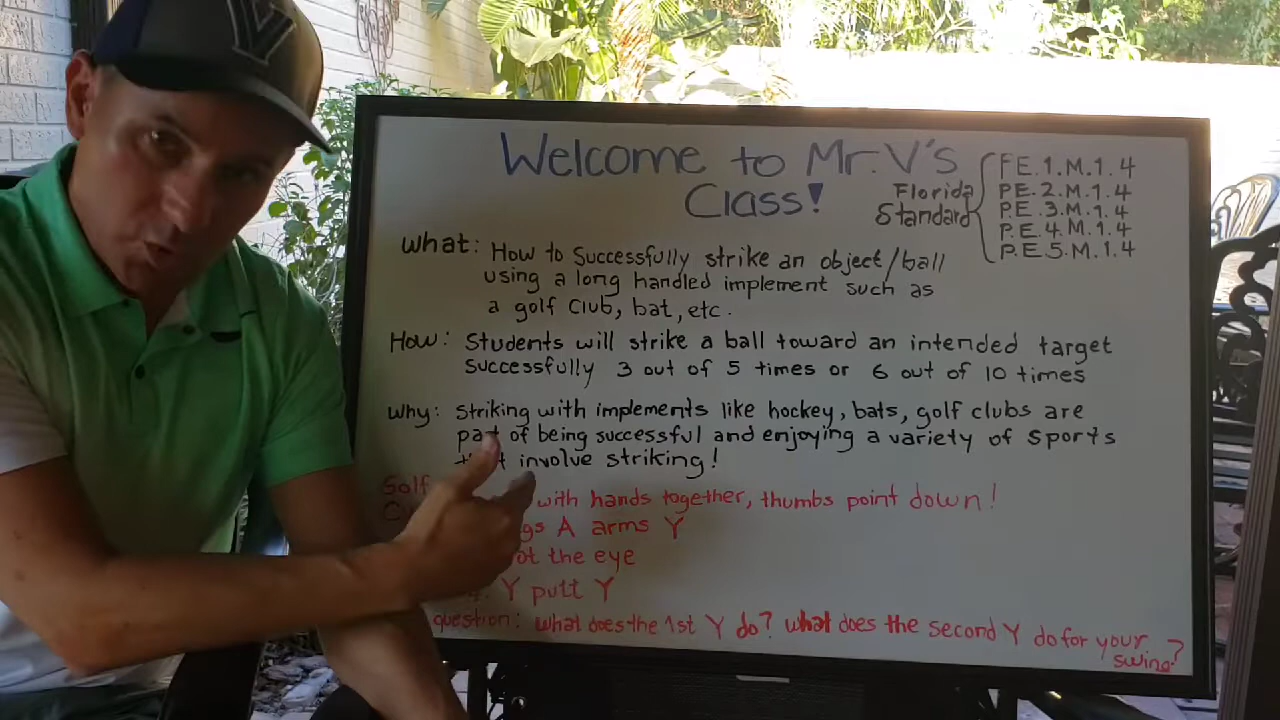 Welcome to Mr. V's
Class!
Florida
Standard
P.E.1.M.1.4
P.E.2.M.1.4
P.E.3.M.1.4
P.E.4.M.1.4
P.E.5.M.1.4
What: How to Successfully strike an object/ball
using a long handled implement such as
a golf Club, bat, etc.
How: Students will strike a ball toward an intended target
successfully 3 out of 5 times or 6 out of 10 times
Why: Striking with implements like hockey, bats, golf clubs are
part of being successful and enjoying a variety of sports
involve striking!
Golf
with hands together, thumbs point down!
A arms Y
the eye
Y putt Y
question: what does the 1st Y do? what does the second Y do for your
swing?